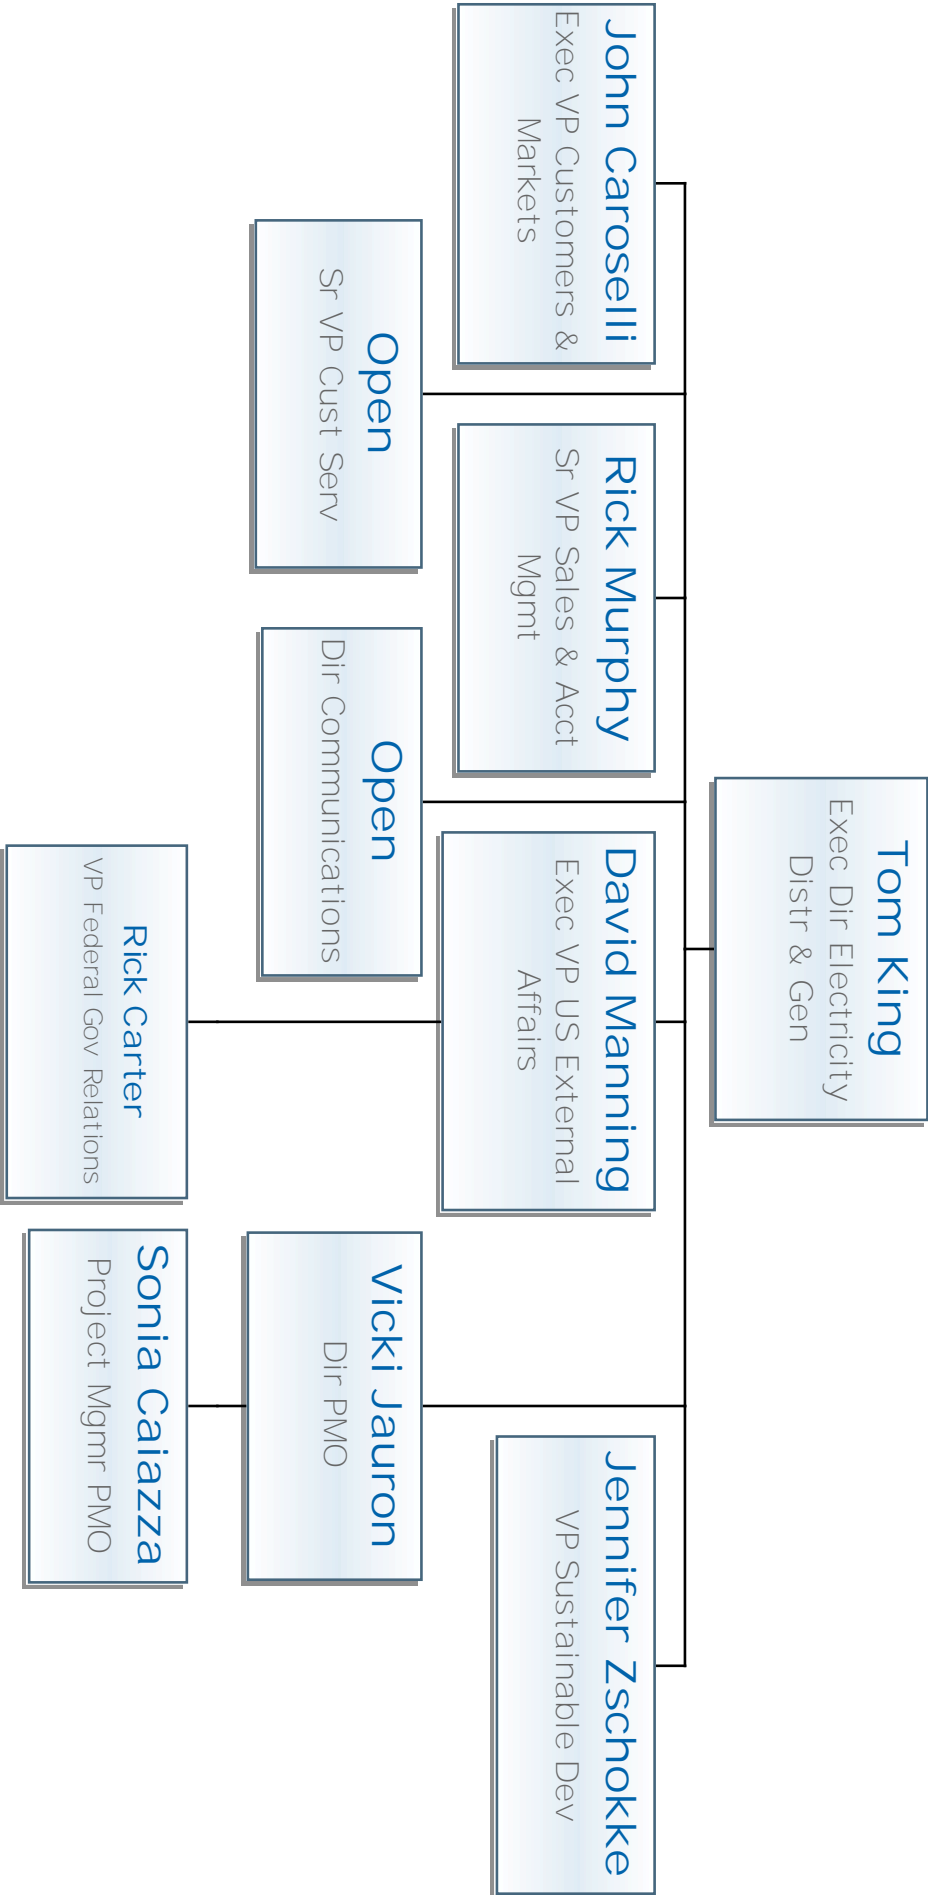 Tom King
Exec Dir Electricity
Distr & Gen
John Caroselli
Exec VP Customers &
Markets
Open
Sr VP Cust Serv
Rick Murphy
Sr VP Sales & Acct
Mgmt
Open
Dir Communications
David Manning
Exec VP US External
Affairs
Rick Carter
VP Federal Gov Relations
Vicki Jauron
Dir PMO
Sonia Caiazza
Project Mgmr PMO
Jennifer Zschokke
VP Sustainable Dev